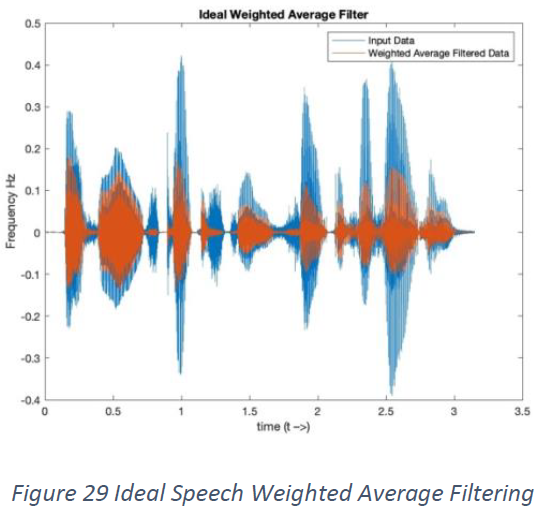 Ideal Weighted Average Filter
Input Data
Weighted Average Filtered Data
Frequency Hz
0.5
0.4
0.3
0.2
0.1
0
-0.1
-0.2
-0.3
-0.4
0 0.5 1 1.5 2 2.5 3 3.5
time (t -->)
Figure 29 Ideal Speech Weighted Average Filtering